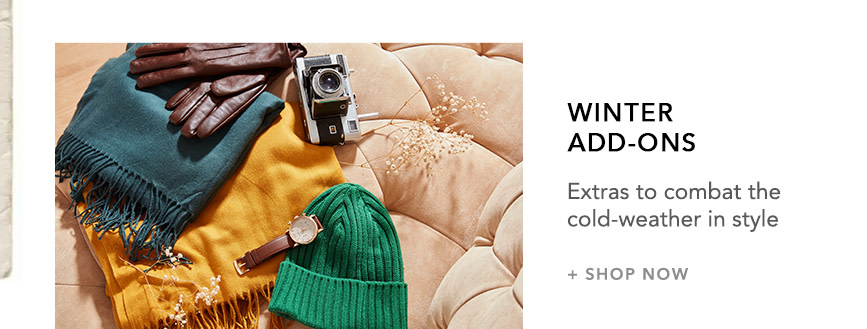 WINTER
ADD-ONS
Extras to combat the
cold-weather in style
+ SHOP NOW